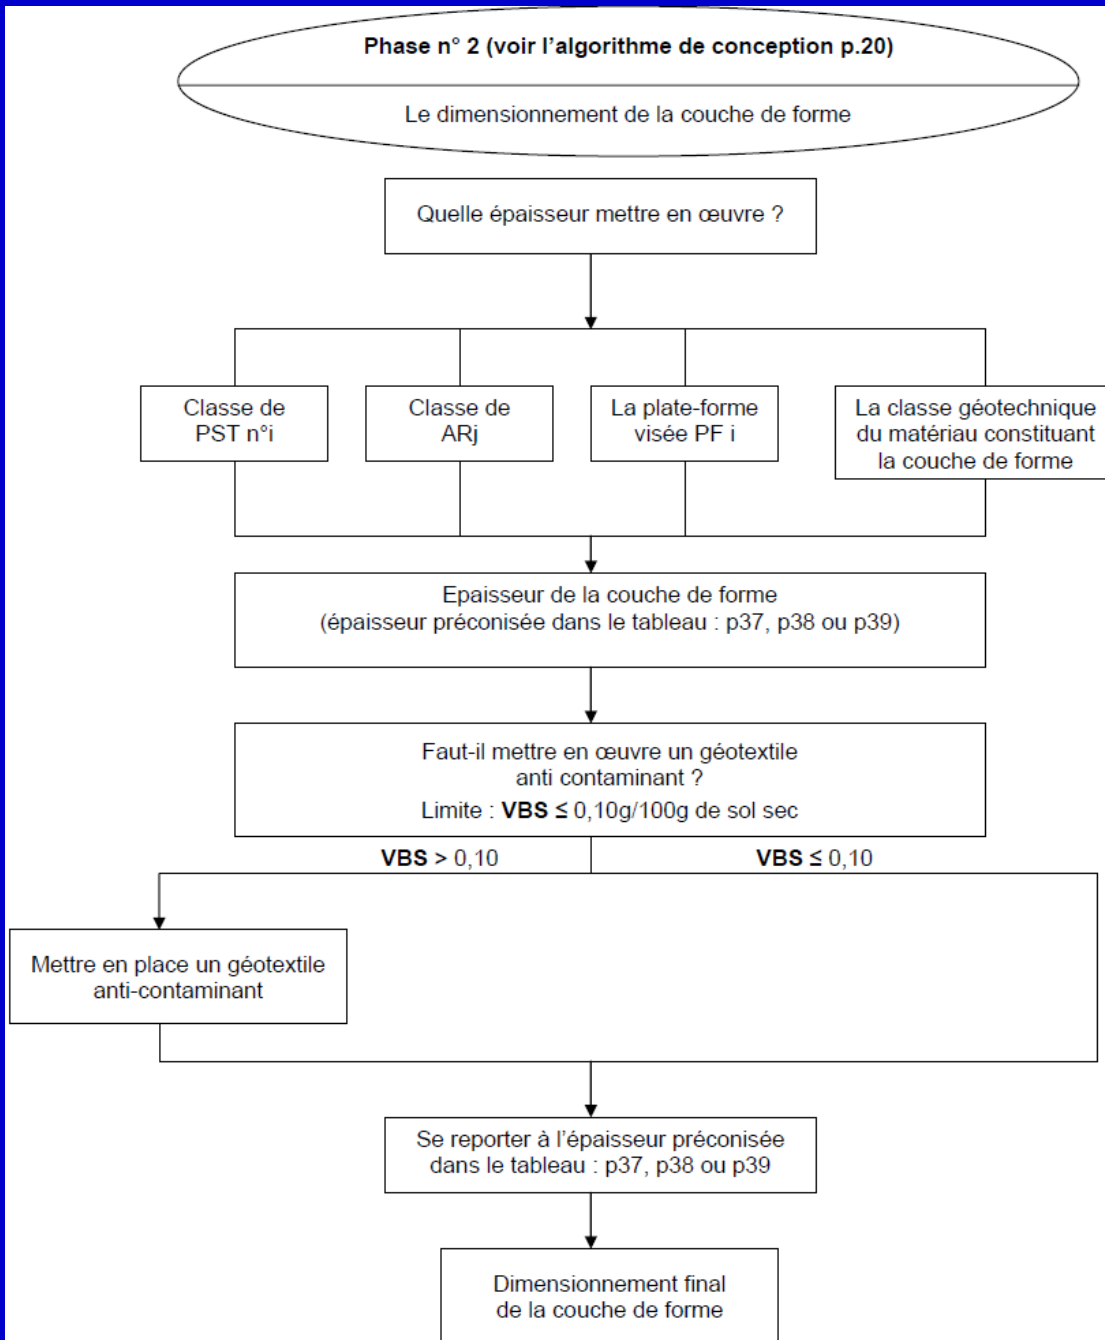 Phase n° 2 (voir l'algorithme de conception p.20)
Le dimensionnement de la couche de forme
Quelle épaisseur mettre en œuvre ?
Classe de
PST n°i
Classe de
ARj
La plate-forme
visée PF i
La classe géotechnique
du matériau constituant
la couche de forme
Epaisseur de la couche de forme
(épaisseur préconisée dans le tableau : p37, p38 ou p39)
Faut-il mettre en œuvre un géotextile
anti contaminant ?
Limite : VBS ≤ 0,10g/100g de sol sec
VBS > 0,10
VBS ≤ 0,10
Mettre en place un géotextile
anti-contaminant
Se reporter à l'épaisseur préconisée
dans le tableau : p37, p38 ou p39
Dimensionnement final
de la couche de forme